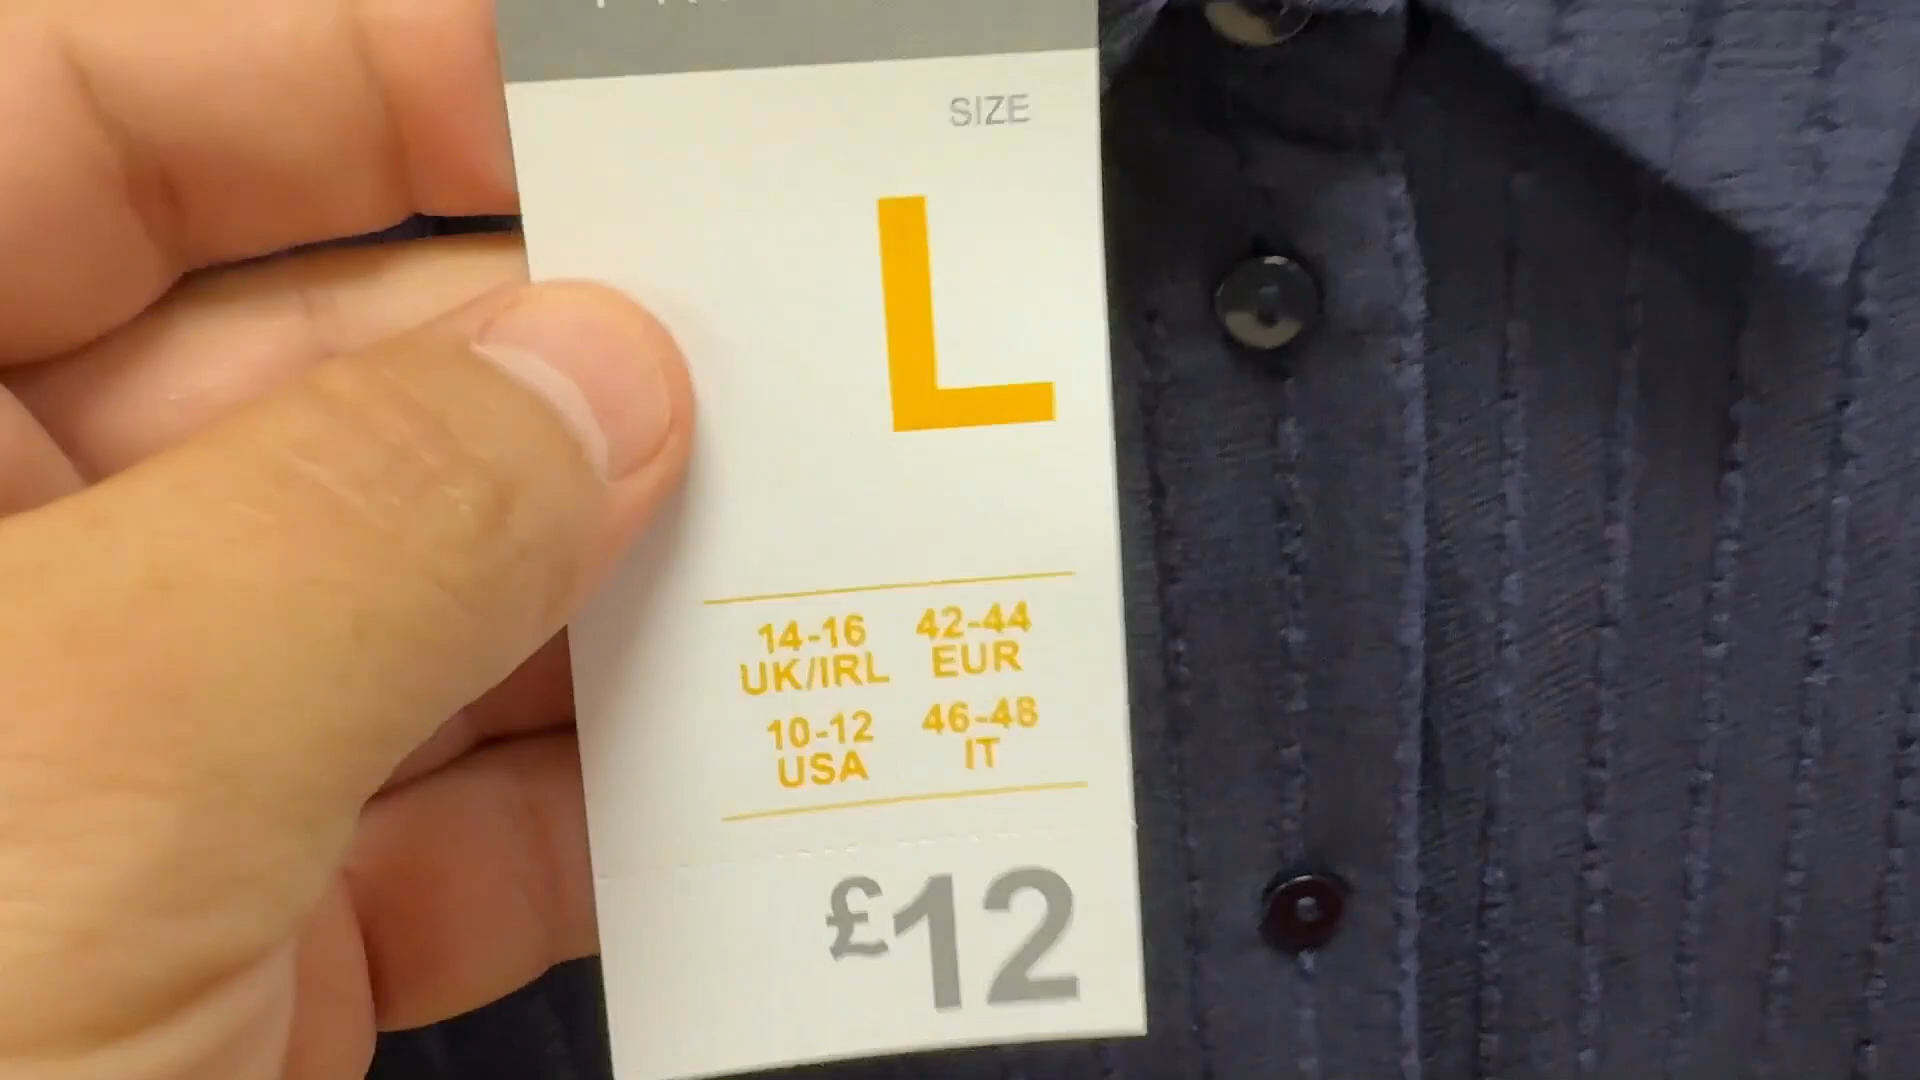 SIZE
L
14-16 42-44
UK/IRL EUR
10-12 46-48
USA IT
£12